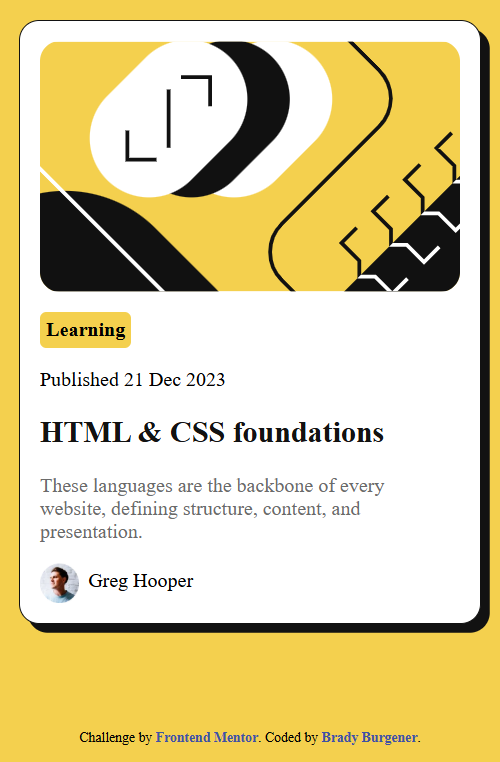 Learning
Published 21 Dec 2023
HTML & CSS foundations
These languages are the backbone of every
website, defining structure, content, and
presentation.
Greg Hooper
Challenge by Frontend Mentor. Coded by Brady Burgener.